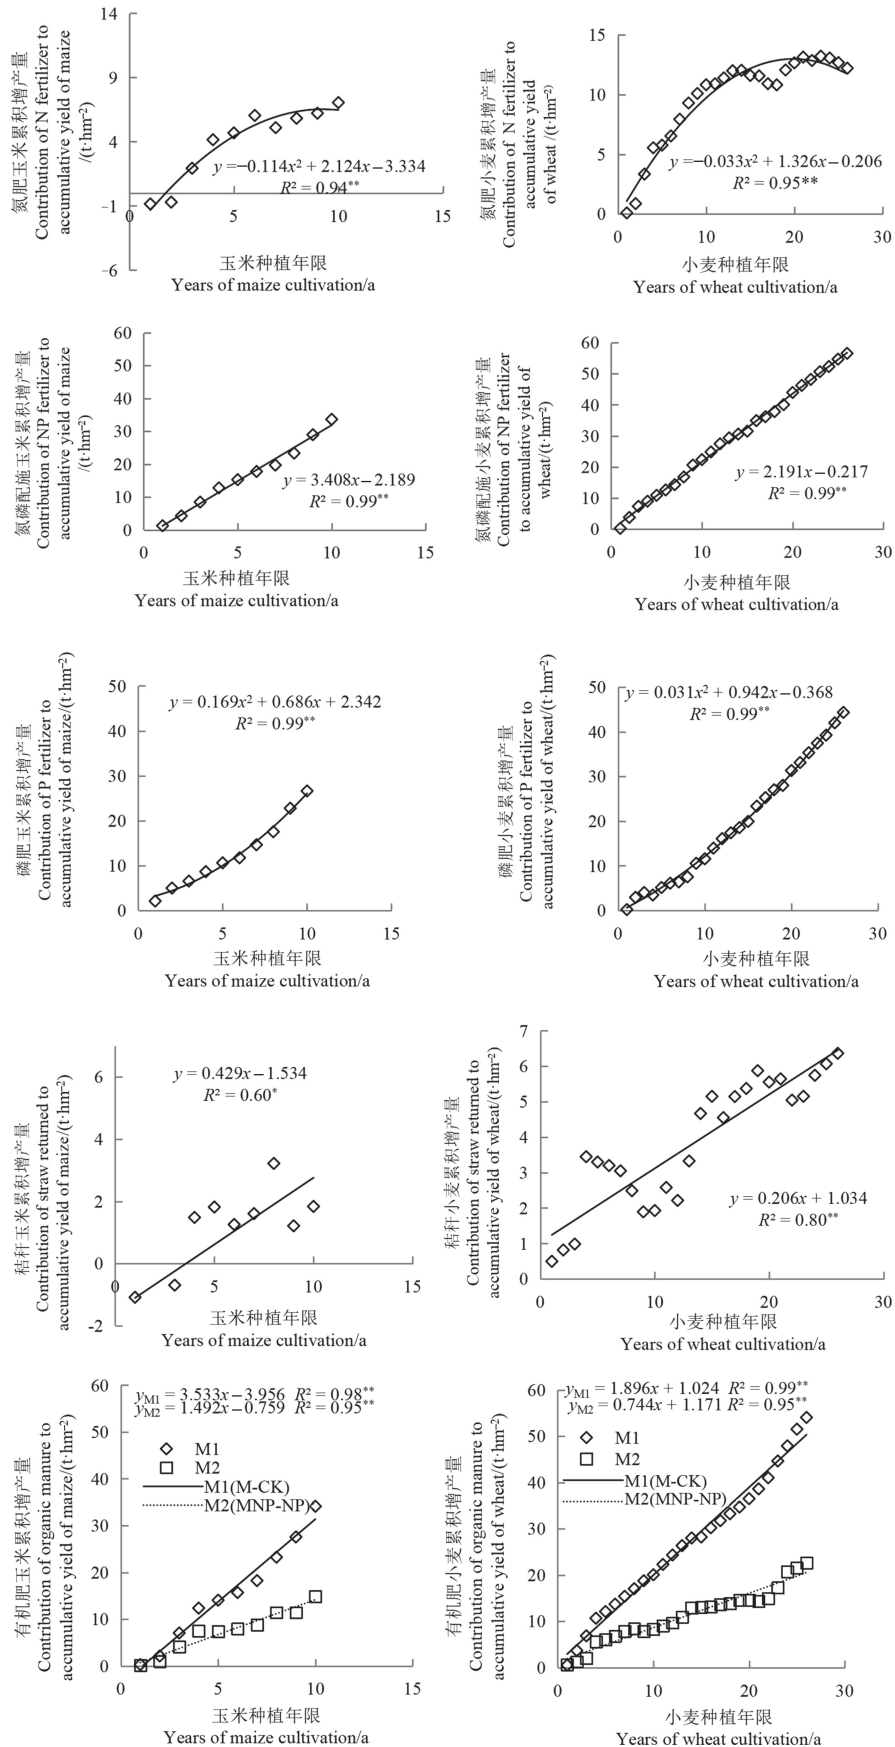 氮肥玉米累积增产量
Contribution of N fertilizer to
accumulative yield of maize
/(t·hm⁻²)
14
9
4
−1
−6
0
5
10
15
y=−0.114x²+2.124x−3.334
R²=0.94**
玉米种植年限
Years of maize cultivation/a
氮肥小麦累积增产量
Contribution of N fertilizer to
accumulative yield
of wheat /(t·hm⁻²)
15
10
5
0
0
10
20
30
y=−0.033x²+1.326x−0.206
R²=0.95**
小麦种植年限
Years of wheat cultivation/a
氮磷配施玉米累积增产量
Contribution of NP fertilizer to
accumulative yield of maize
/(t·hm⁻²)
60
50
40
30
20
10
0
0
5
10
15
y=3.408x−2.189
R²=0.99**
玉米种植年限
Years of maize cultivation/a
氮磷配施小麦累积增产量
Contribution of NP fertilizer
to accumulative yield of
wheat/(t·hm⁻²)
60
50
40
30
20
10
0
0
10
20
30
y=2.191x−0.217
R²=0.99**
小麦种植年限
Years of wheat cultivation/a
磷肥玉米累积增产量
Contribution of P fertilizer to
accumulative yield of maize/(t·hm⁻²)
50
40
30
20
10
0
0
5
10
15
y=0.169x²+0.686x+2.342
R²=0.99**
玉米种植年限
Years of maize cultivation/a
磷肥小麦累积增产量
Contribution of P fertilizer to
accumulative yield of wheat/(t·hm⁻²)
50
40
30
20
10
0
0
10
20
30
y=0.031x²+0.942x−0.368
R²=0.99**
小麦种植年限
Years of wheat cultivation/a
秸秆玉米累积增产量
Contribution of straw returned to
accumulative yield of maize/(t·hm⁻²)
6
4
2
0
-2
0
5
10
15
y=0.429x−1.534
R²=0.60*
玉米种植年限
Years of maize cultivation/a
秸秆小麦累积增产量
Contribution of straw returned to
accumulative yield of wheat/(t·hm⁻²)
7
6
5
4
3
2
1
0
0
10
20
30
y=0.206x+1.034
R²=0.80**
小麦种植年限
Years of wheat cultivation/a
有机肥玉米累积增产量
Contribution of organic manure to
accumulative yield of maize/(t·hm⁻²)
60
50
40
30
20
10
0
0
5
10
15
yM1=3.533x−3.956 R²=0.98**
yM2=1.492x−0.759 R²=0.95**
M1
M2
M1(M-CK)
M2(MNP-NP)
玉米种植年限
Years of maize cultivation/a
有机肥小麦累积增产量
Contribution of organic manure to
accumulative yield of wheat/(t·hm⁻²)
60
50
40
30
20
10
0
0
10
20
30
yM1=1.896x+1.024 R²=0.99**
yM2=0.744x+1.171 R²=0.95**
M1
M2
M1(M-CK)
M2(MNP-NP)
小麦种植年限
Years of wheat cultivation/a